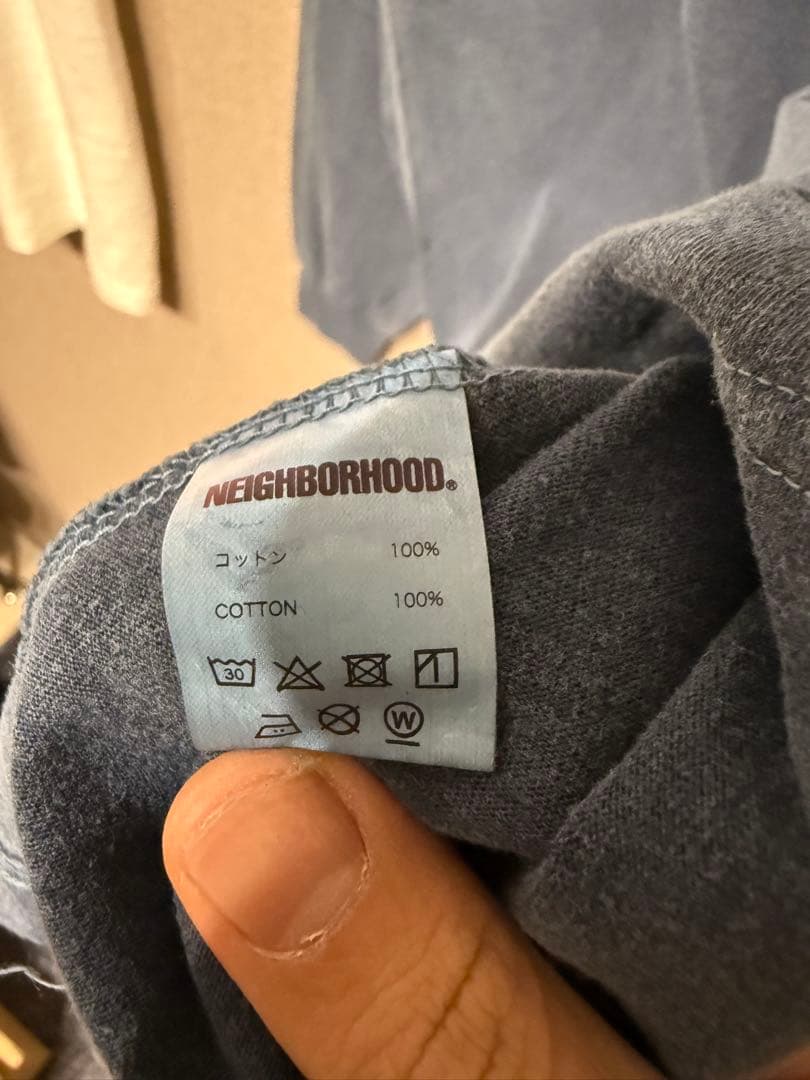 NEIGHBORHOOD®
コットン 100%
COTTON 100%
30
W